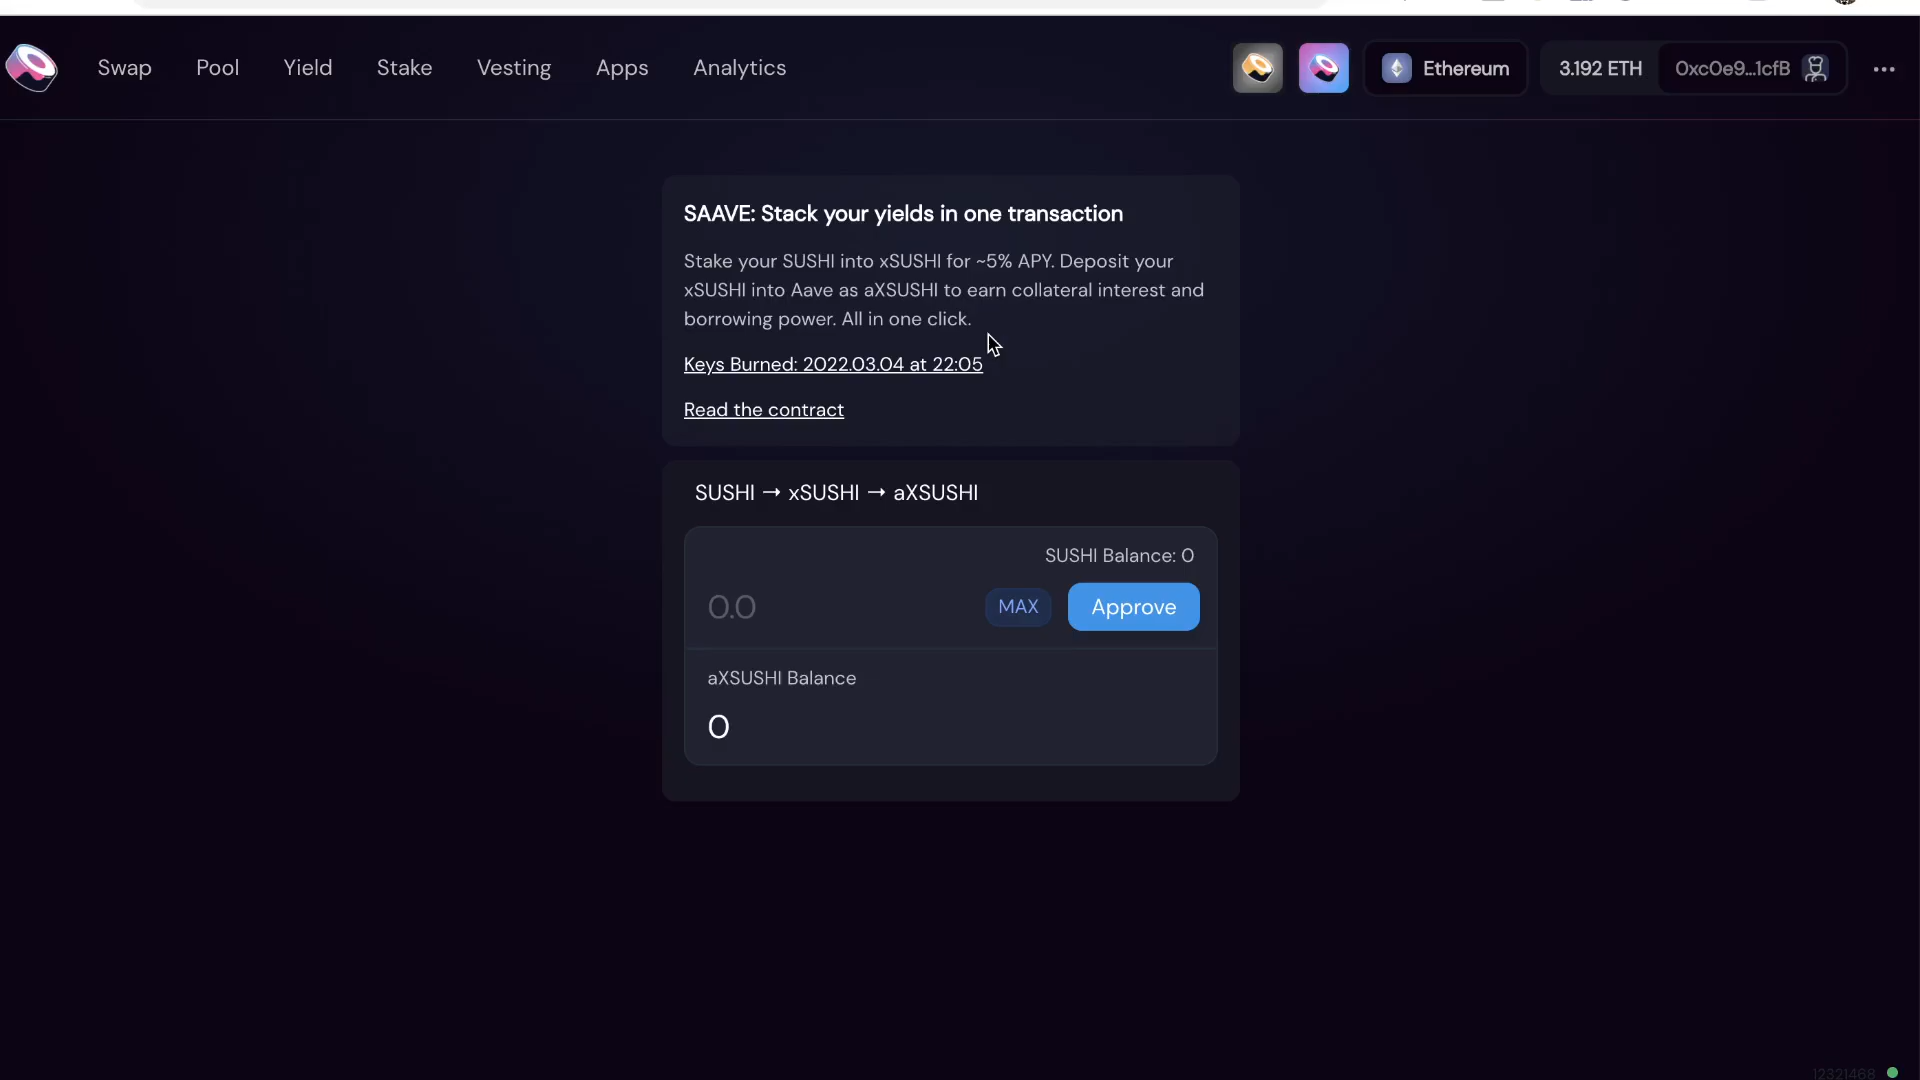 Swap Pool Yield Stake Vesting Apps Analytics Ethereum 3.192 ETH 0xc0e9...1cfB
SAAVE: Stack your yields in one transaction
Stake your SUSHI into xSUSHI for ~5% APY. Deposit your
xSUSHI into Aave as aXSUSHI to earn collateral interest and
borrowing power. All in one click.
Keys Burned: 2022.03.04 at 22:05
Read the contract
SUSHI → xSUSHI → aXSUSHI
SUSHI Balance: 0
0.0 MAX Approve
aXSUSHI Balance
0
12321468